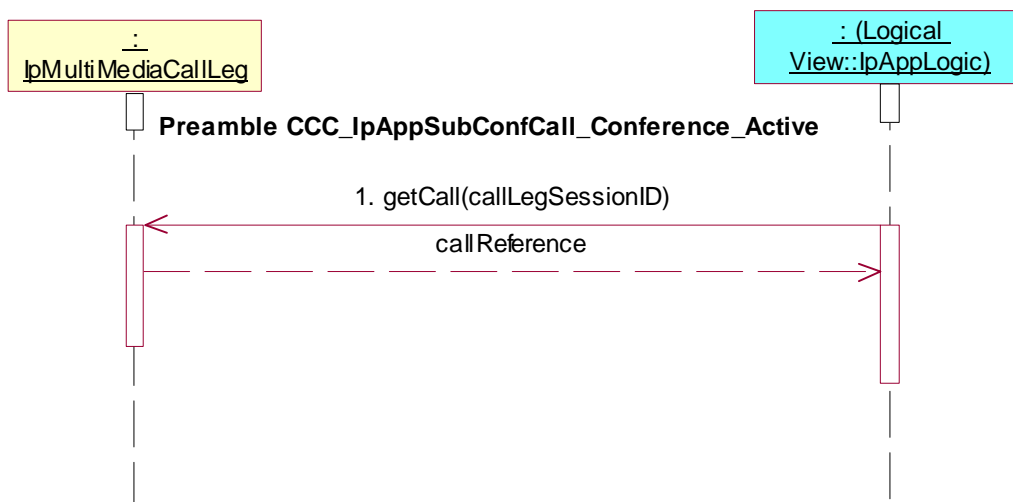 :
IpMultiMediaCallLeg
: (Logical
View::IpAppLogic)
Preamble CCC_IpAppSubConfCall_Conference_Active
1. getCall(callLegSessionID)
callReference